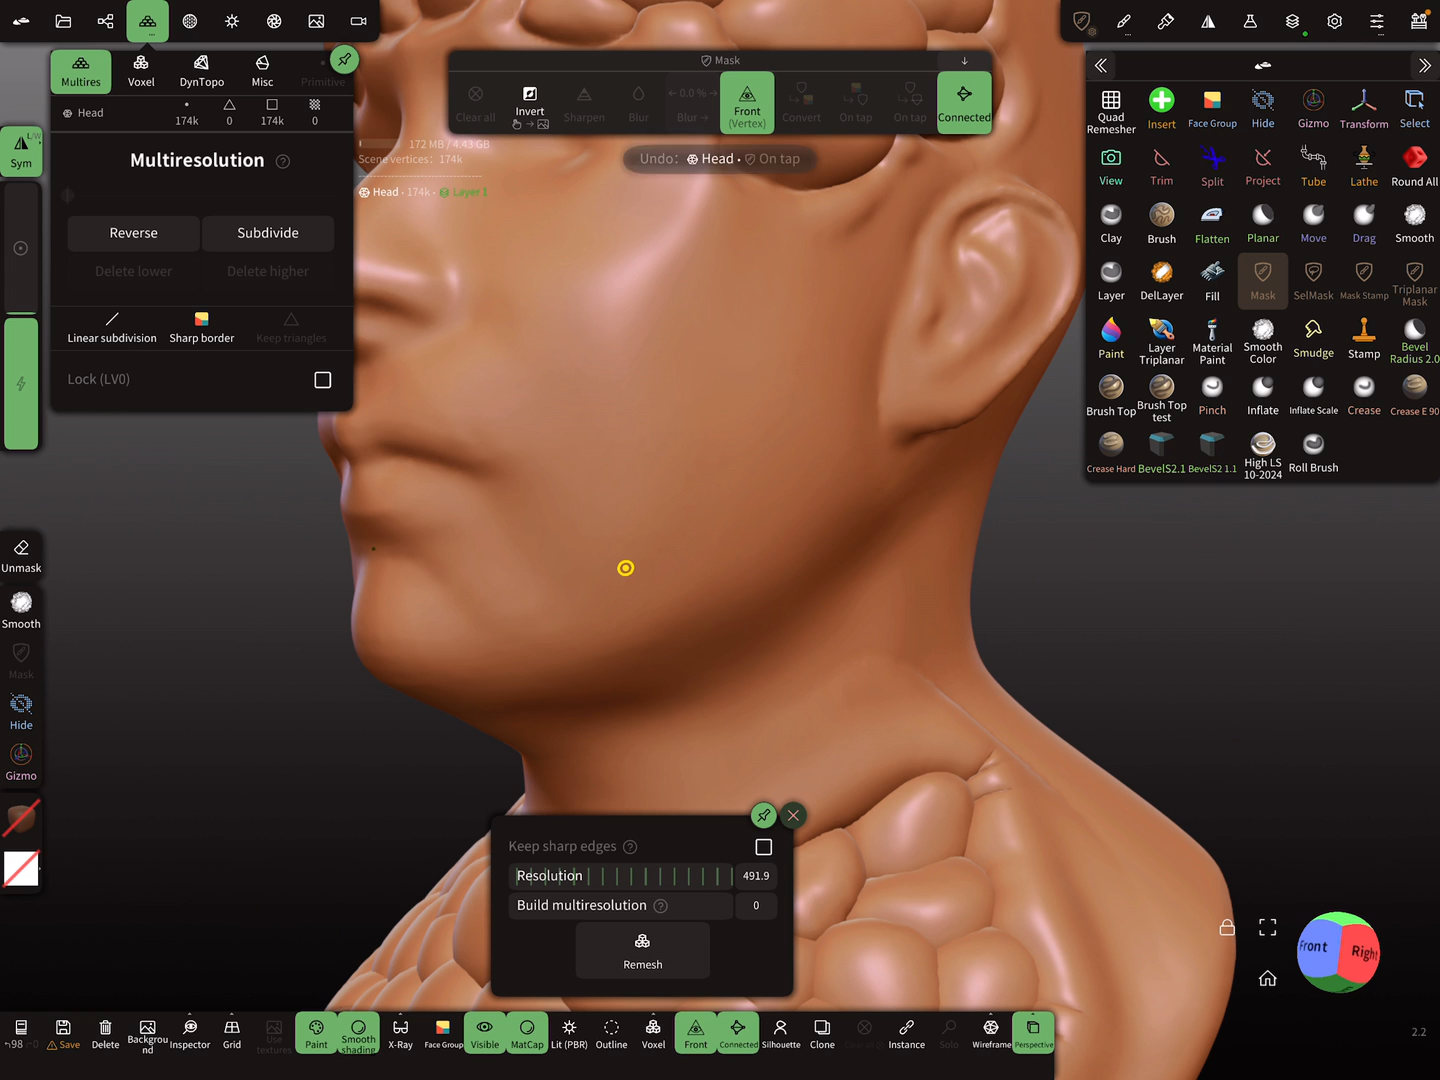 Multires
Voxel
DynTopo
Misc
Primitive
Head
174k
0
174k
0
Multiresolution ?
Reverse
Subdivide
Delete lower
Delete higher
Linear subdivision
Sharp border
Keep triangles
Lock (LV0)
L/W
Sym
Mask
Clear all
Invert
Sharpen
Blur
← 0.0 % →
Blur →
Front
(Vertex)
Convert
On tap
On tap
Connected
172 MB / 4.43 GB
Scene vertices: 174k
Head • 174k • Layer 1
Undo: Head • On tap
Quad
Remesher
Insert
Face Group
Hide
Gizmo
Transform
Select
View
Trim
Split
Project
Tube
Lathe
Round All
Clay
Brush
Flatten
Planar
Move
Drag
Smooth
Layer
DelLayer
Fill
Mask
SelMask
Mask Stamp
Triplanar
Mask
Paint
Layer
Triplanar
Material
Paint
Smooth
Color
Smudge
Stamp
Bevel
Radius 2.0
Brush Top
Brush Top
test
Pinch
Inflate
Inflate Scale
Crease
Crease E 90
Crease Hard
BevelS2.1
BevelS2 1.1
High LS
10-2024
Roll Brush
Unmask
Smooth
Mask
Hide
Gizmo
Keep sharp edges ?
Resolution
491.9
Build multiresolution ?
0
Remesh
Front
Right
2.2
98
0
Save
Delete
Backgrou
nd
Inspector
Grid
Use
textures
Paint
Smooth
shading
X-Ray
Face Group
Visible
MatCap
Lit (PBR)
Outline
Voxel
Front
Connected
Silhouette
Clone
Instance
Solo
Wireframe
Perspective